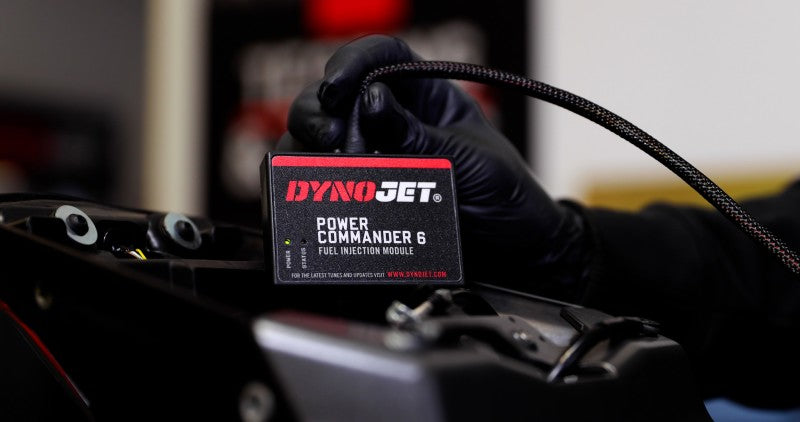 DYNOJET®
POWER
COMMANDER 6
FUEL INJECTION MODULE
POWER
STATUS
FOR THE LATEST TUNES AND UPDATES VISIT WWW.DYNOJET.COM